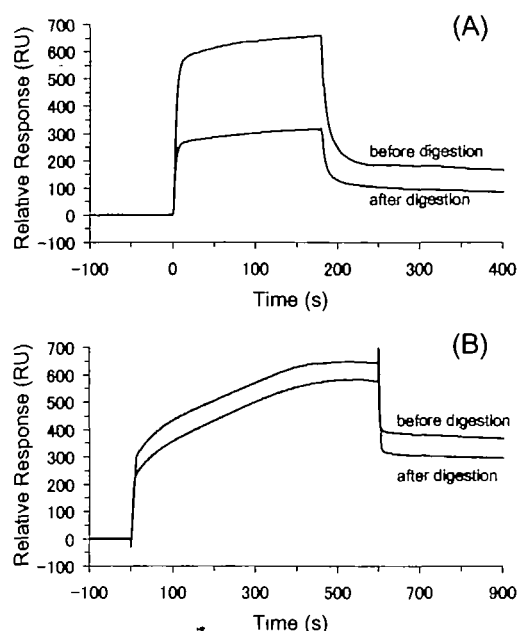 (A)
Relative Response (RU)
700
600
500
400
300
200
100
0
−100
before digestion
after digestion
−100 0 100 200 300 400
Time (s)
(B)
Relative Response (RU)
700
600
500
400
300
200
100
0
−100
before digestion
after digestion
−100 100 300 500 700 900
Time (s)